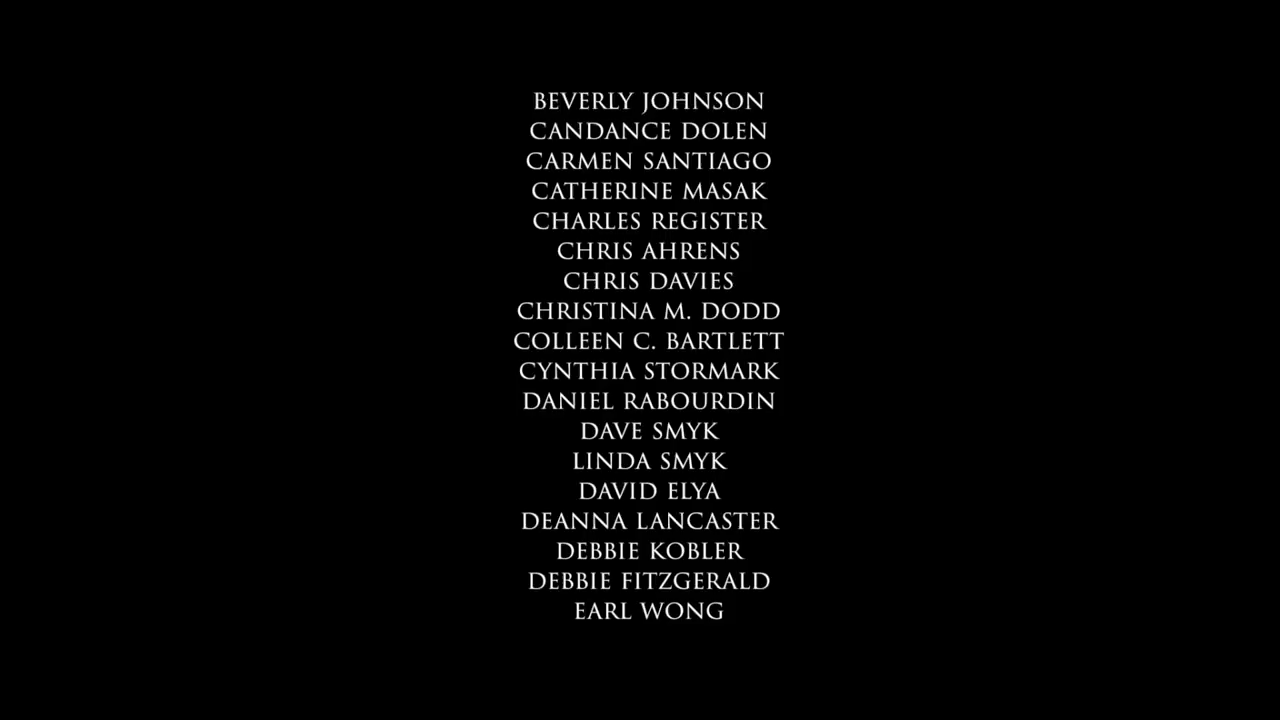 BEVERLY JOHNSON
CANDANCE DOLEN
CARMEN SANTIAGO
CATHERINE MASAK
CHARLES REGISTER
CHRIS AHRENS
CHRIS DAVIES
CHRISTINA M. DODD
COLLEEN C. BARTLETT
CYNTHIA STORMARK
DANIEL RABOURDIN
DAVE SMYK
LINDA SMYK
DAVID ELYA
DEANNA LANCASTER
DEBBIE KOBLER
DEBBIE FITZGERALD
EARL WONG